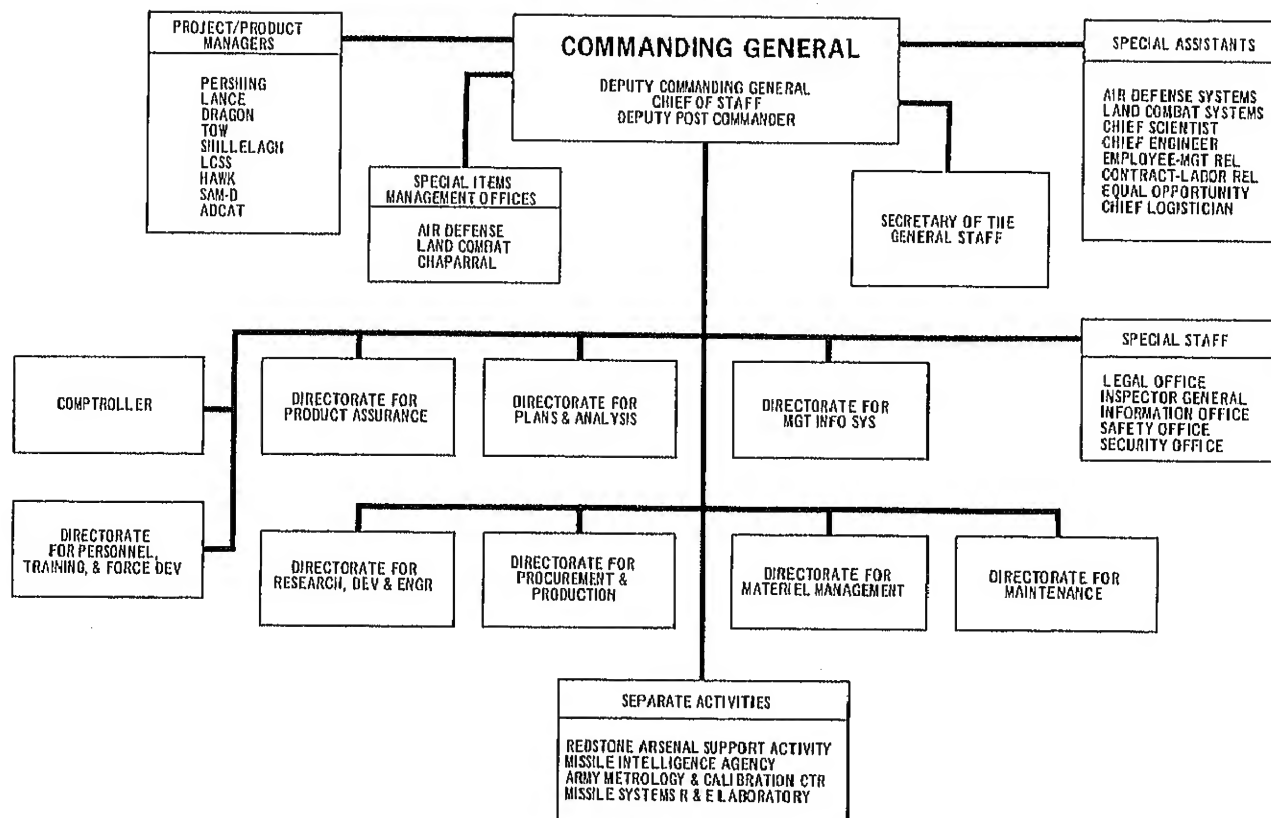 PROJECT/PRODUCT
MANAGERS
PERSHING
LANCE
DRAGON
TOW
SHILLELAGH
LCSS
HAWK
SAM-D
ADCAT
COMMANDING GENERAL
DEPUTY COMMANDING GENERAL
CHIEF OF STAFF
DEPUTY POST COMMANDER
SPECIAL ASSISTANTS
AIR DEFENSE SYSTEMS
LAND COMBAT SYSTEMS
CHIEF SCIENTIST
CHIEF ENGINEER
EMPLOYEE-MGT REL
CONTRACT-LABOR REL
EQUAL OPPORTUNITY
CHIEF LOGISTICIAN
SPECIAL ITEMS
MANAGEMENT OFFICES
AIR DEFENSE
LAND COMBAT
CHAPARRAL
SECRETARY OF THE
GENERAL STAFF
COMPTROLLER
DIRECTORATE FOR
PRODUCT ASSURANCE
DIRECTORATE FOR
PLANS & ANALYSIS
DIRECTORATE FOR
MGT INFO SYS
SPECIAL STAFF
LEGAL OFFICE
INSPECTOR GENERAL
INFORMATION OFFICE
SAFETY OFFICE
SECURITY OFFICE
DIRECTORATE
FOR PERSONNEL,
TRAINING, & FORCE DEV
DIRECTORATE FOR
RESEARCH, DEV & ENGR
DIRECTORATE FOR
PROCUREMENT &
PRODUCTION
DIRECTORATE FOR
MATERIEL MANAGEMENT
DIRECTORATE FOR
MAINTENANCE
SEPARATE ACTIVITIES
REDSTONE ARSENAL SUPPORT ACTIVITY
MISSILE INTELLIGENCE AGENCY
ARMY METROLOGY & CALIBRATION CTR
MISSILE SYSTEMS R & E LABORATORY